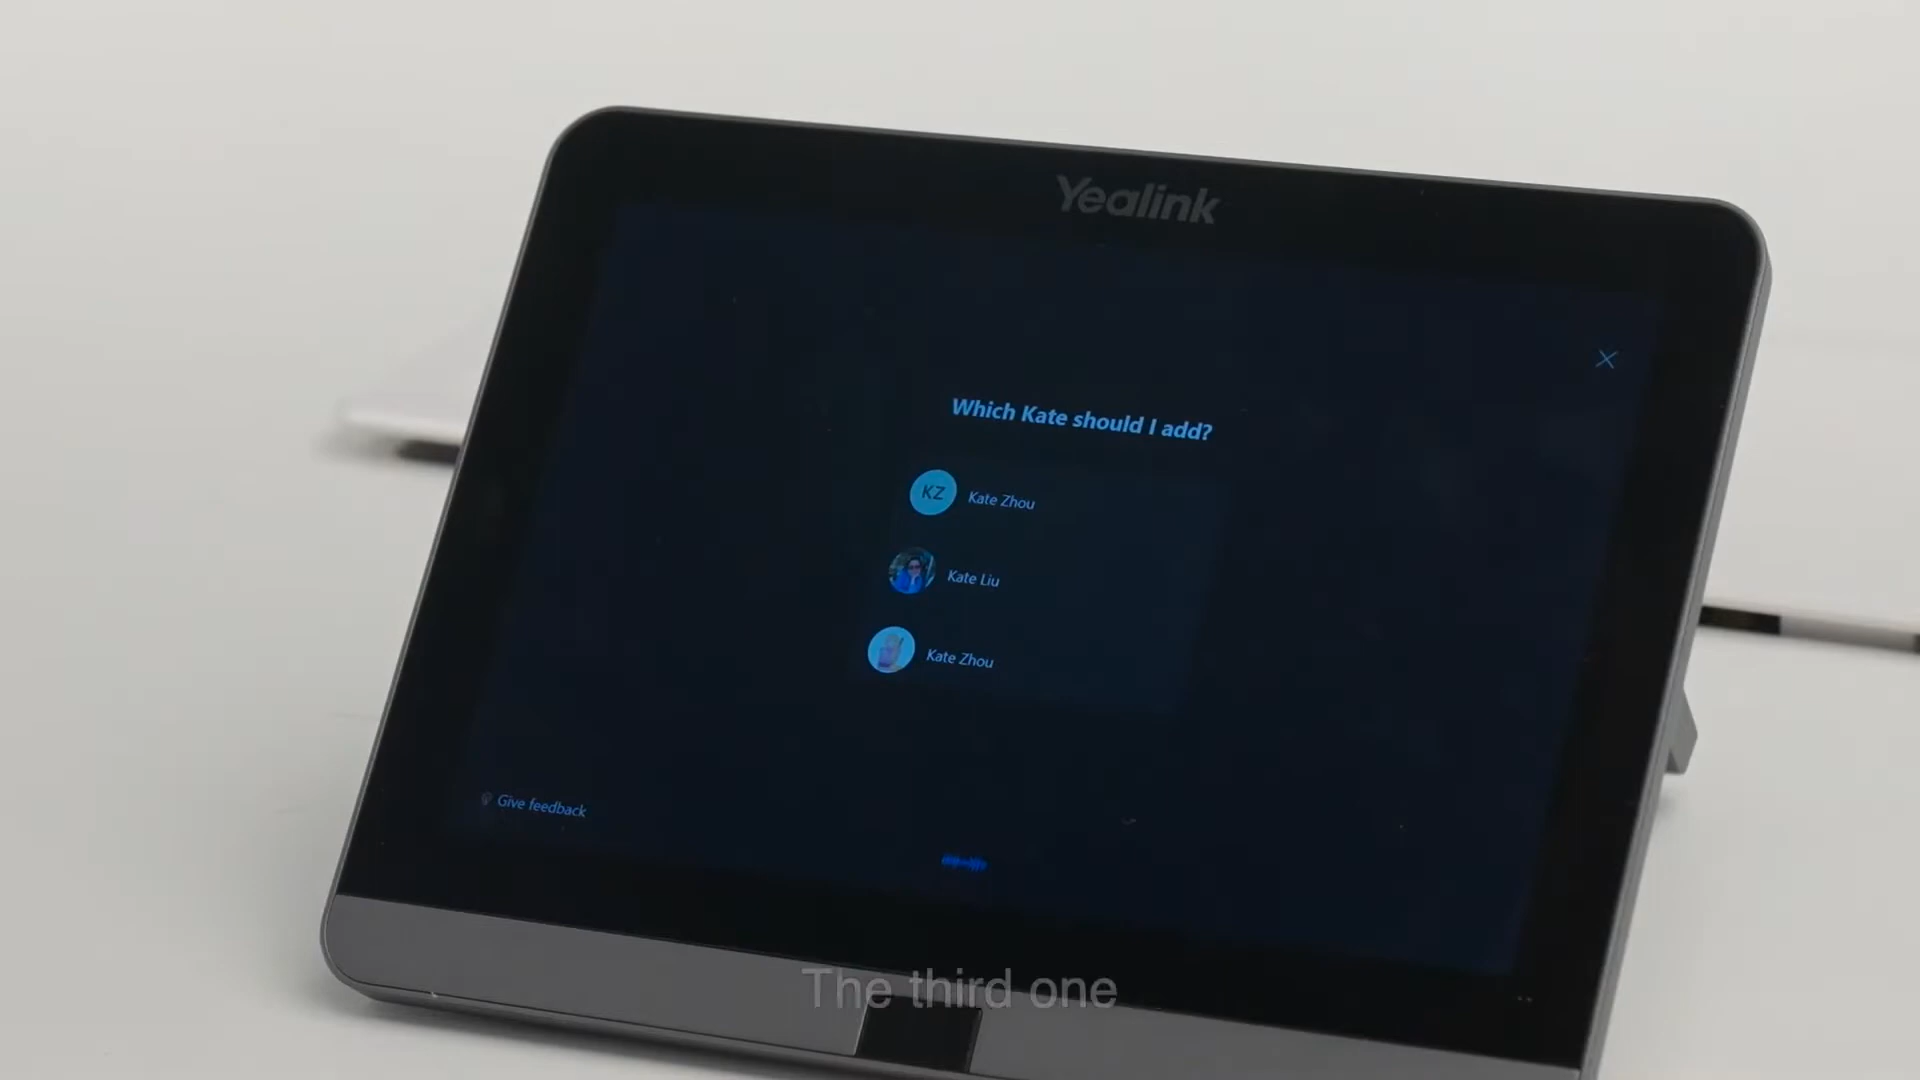 Yealink
Which Kate should I add?
KZ
Kate Zhou
Kate Liu
Kate Zhou
Give feedback
The third one